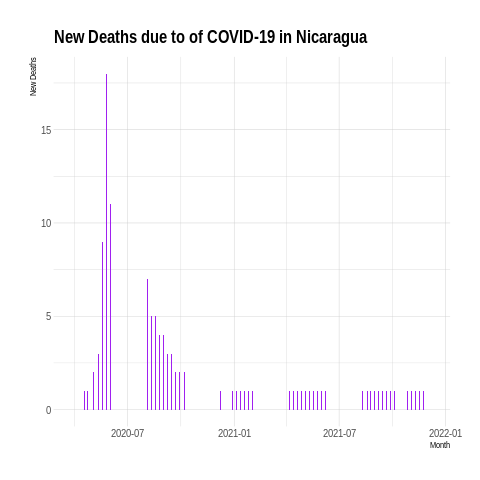 New Deaths due to of COVID-19 in Nicaragua
New Deaths
15
10
5
0
2020-07
2021-01
2021-07
2022-01
Month